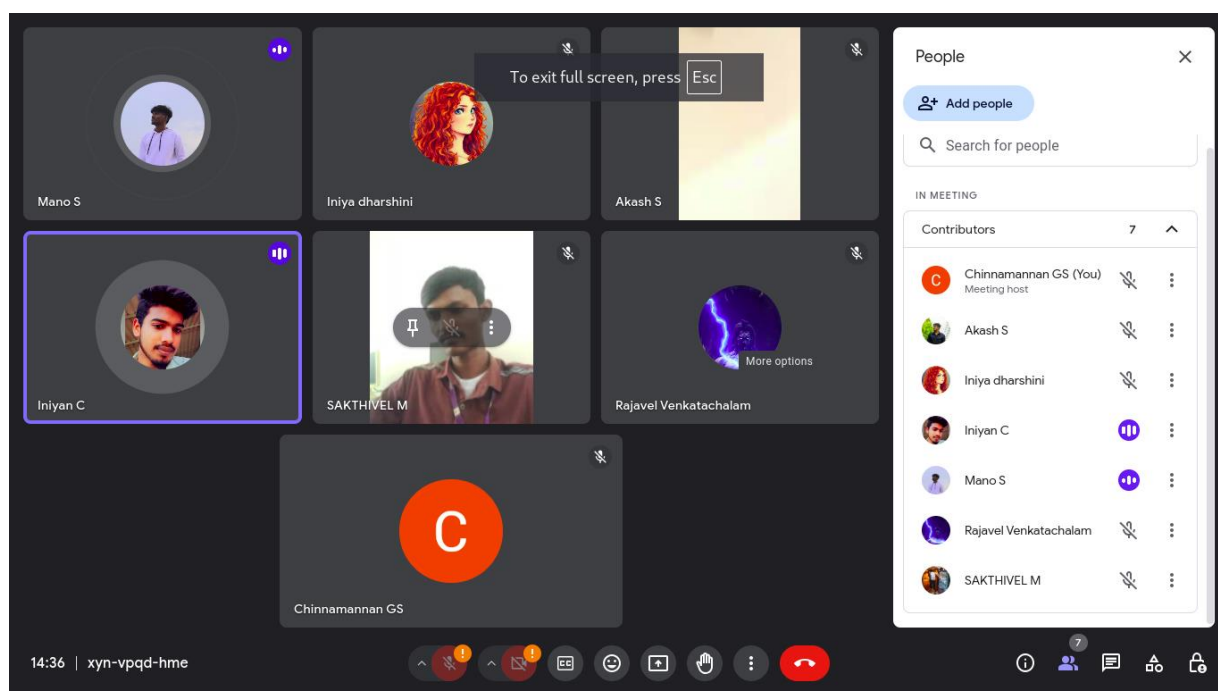 To exit full screen, press Esc
Mano S
Iniya dharshini
Akash S
Iniyan C
SAKTHIVEL M
More options
Rajavel Venkatachalam
C
Chinnamannan GS
14:36 | xyn-vpqd-hme
CC
7
People
Add people
Search for people
IN MEETING
Contributors 7
C
Chinnamannan GS (You)
Meeting host
Akash S
Iniya dharshini
Iniyan C
Mano S
Rajavel Venkatachalam
SAKTHIVEL M